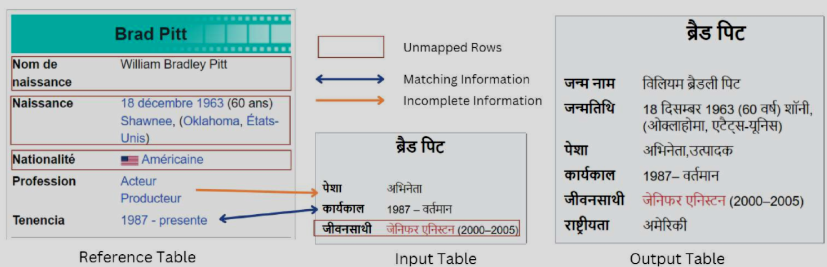 Brad Pitt
Nom de naissance William Bradley Pitt
Naissance 18 décembre 1963 (60 ans)
Shawnee, (Oklahoma, États-
Unis)
Nationalité Américaine
Profession Acteur
Producteur
Tenencia 1987 - presente
Reference Table
Unmapped Rows
Matching Information
Incomplete Information
ब्रैड पिट
पेशा अभिनेता
कार्यकाल 1987 – वर्तमान
जीवनसाथी जेनिफर एनिस्टन (2000–2005)
Input Table
ब्रैड पिट
जन्म नाम विलियम ब्रैडली पिट
जन्मतिथि 18 दिसम्बर 1963 (60 वर्ष) शॉनी,
(ओक्लाहोमा, एटैट्स-यूनिस)
पेशा अभिनेता,उत्पादक
कार्यकाल 1987– वर्तमान
जीवनसाथी जेनिफर एनिस्टन (2000–2005)
राष्ट्रीयता अमेरिकी
Output Table